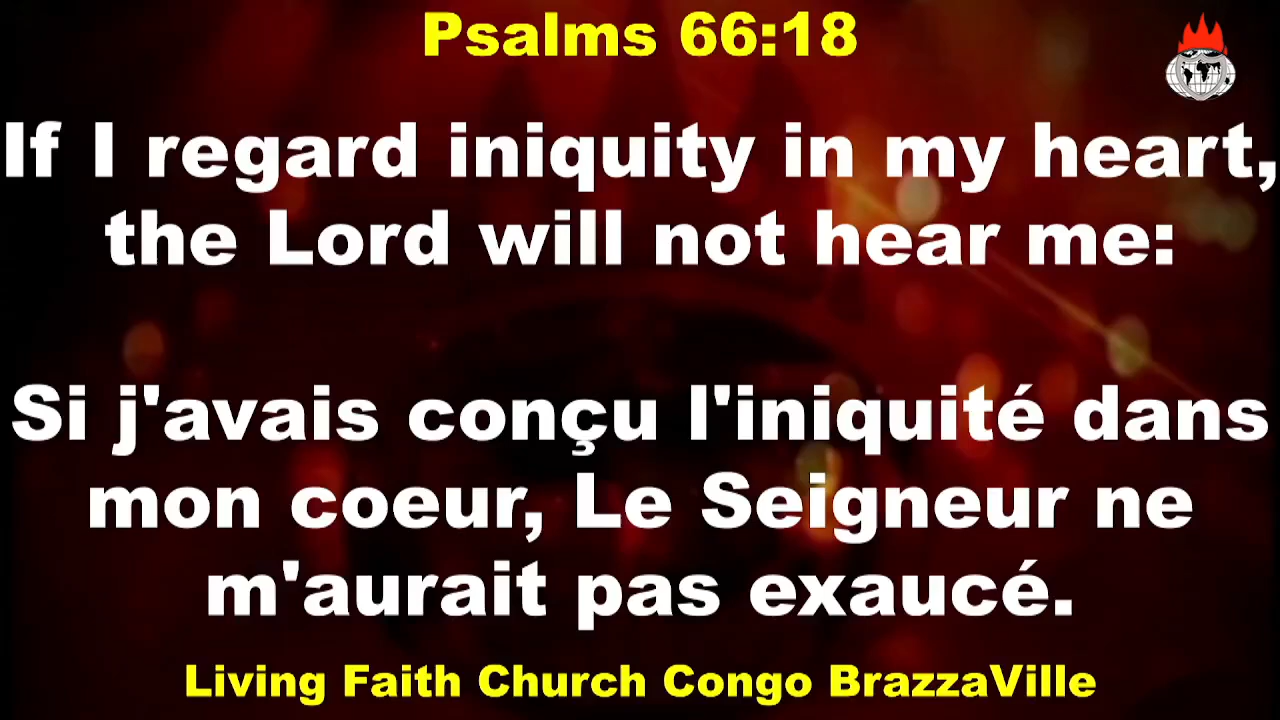 Psalms 66:18
If I regard iniquity in my heart,
the Lord will not hear me:
Si j'avais conçu l'iniquité dans
mon coeur, Le Seigneur ne
m'aurait pas exaucé.
Living Faith Church Congo BrazzaVille